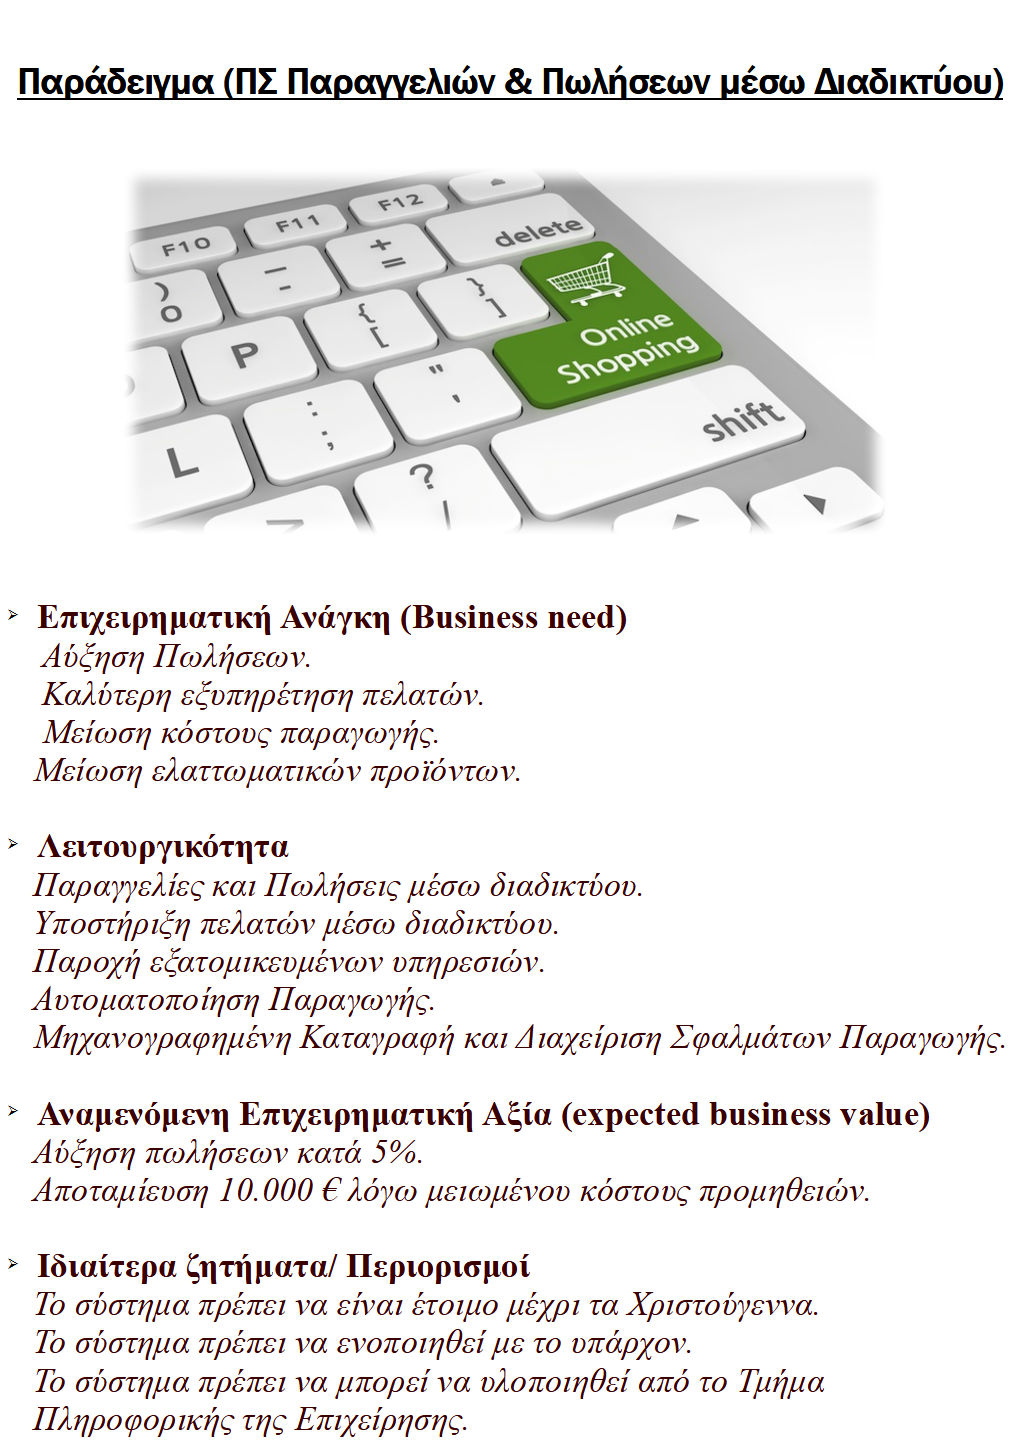 Παράδειγμα (ΠΣ Παραγγελιών & Πωλήσεων μέσω Διαδικτύου)
F10 F11 F12
delete
+
=
_
-
)
0
}
]
{
[
P
Online
Shopping
"
'
:
;
L
shift
?
/
>
➢ Επιχειρηματική Ανάγκη (Business need)
Αύξηση Πωλήσεων.
Καλύτερη εξυπηρέτηση πελατών.
Μείωση κόστους παραγωγής.
Μείωση ελαττωματικών προϊόντων.
➢ Λειτουργικότητα
Παραγγελίες και Πωλήσεις μέσω διαδικτύου.
Υποστήριξη πελατών μέσω διαδικτύου.
Παροχή εξατομικευμένων υπηρεσιών.
Αυτοματοποίηση Παραγωγής.
Μηχανογραφημένη Καταγραφή και Διαχείριση Σφαλμάτων Παραγωγής.
➢ Αναμενόμενη Επιχειρηματική Αξία (expected business value)
Αύξηση πωλήσεων κατά 5%.
Αποταμίευση 10.000 € λόγω μειωμένου κόστους προμηθειών.
➢ Ιδιαίτερα ζητήματα/ Περιορισμοί
Το σύστημα πρέπει να είναι έτοιμο μέχρι τα Χριστούγεννα.
Το σύστημα πρέπει να ενοποιηθεί με το υπάρχον.
Το σύστημα πρέπει να μπορεί να υλοποιηθεί από το Τμήμα
Πληροφορικής της Επιχείρησης.